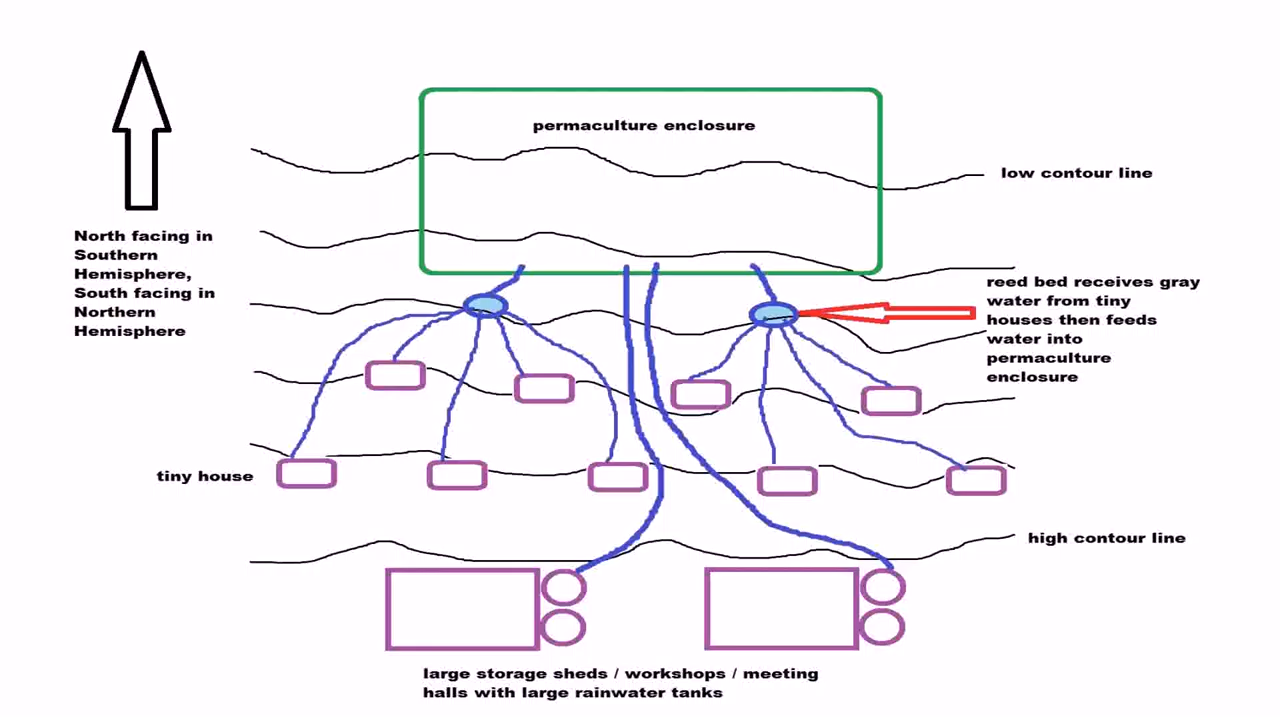 permaculture enclosure
low contour line
North facing in
Southern
Hemisphere,
South facing in
Northern
Hemisphere
reed bed receives gray
water from tiny
houses then feeds
water into
permaculture
enclosure
tiny house
high contour line
large storage sheds / workshops / meeting
halls with large rainwater tanks